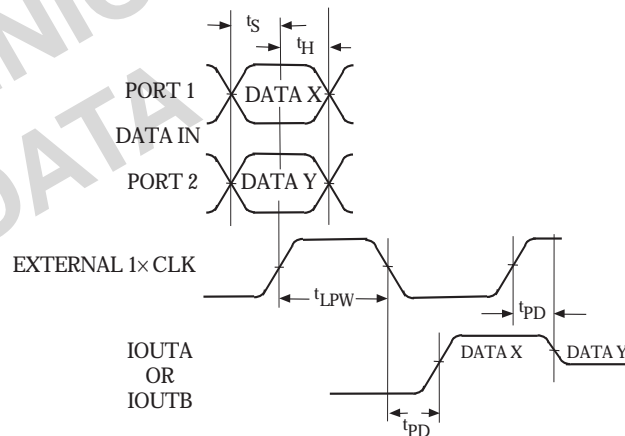 tS
tH
PORT 1
DATA X
DATA IN
PORT 2
DATA Y
EXTERNAL 1× CLK
tLPW
tPD
IOUTA
OR
IOUTB
DATA X
DATA Y
tPD
DATA